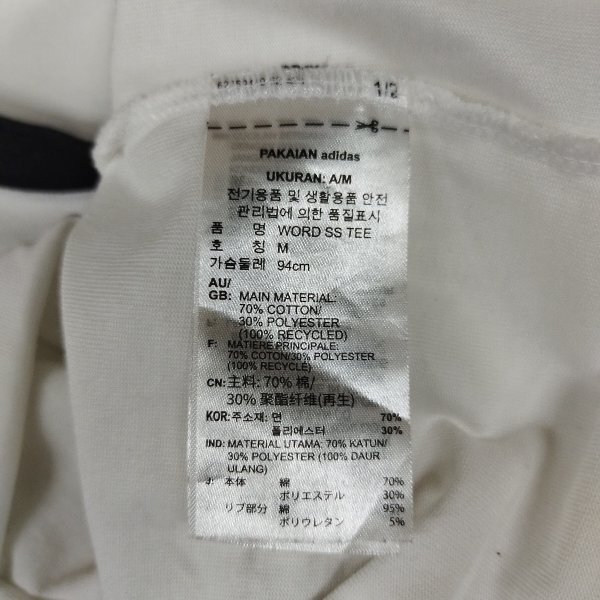 1/2
PAKAIAN adidas
UKURAN: A/M
전기용품 및 생활용품 안전
관리법에 의한 품질표시
품 명 WORD SS TEE
호 칭 M
가슴둘레 94cm
AU/
GB: MAIN MATERIAL:
70% COTTON/
30% POLYESTER
(100% RECYCLED)
F: MATIERE PRINCIPALE:
70% COTON/30% POLYESTER
(100% RECYCLÉ)
CN: 主料: 70% 棉/
30% 聚酯纤维(再生)
KOR: 주소재: 면 70%
폴리에스터 30%
IND: MATERIAL UTAMA: 70% KATUN/
30% POLYESTER (100% DAUR
ULANG)
J: 本体 綿 70%
ポリエステル 30%
リブ部分 綿 95%
ポリウレタン 5%